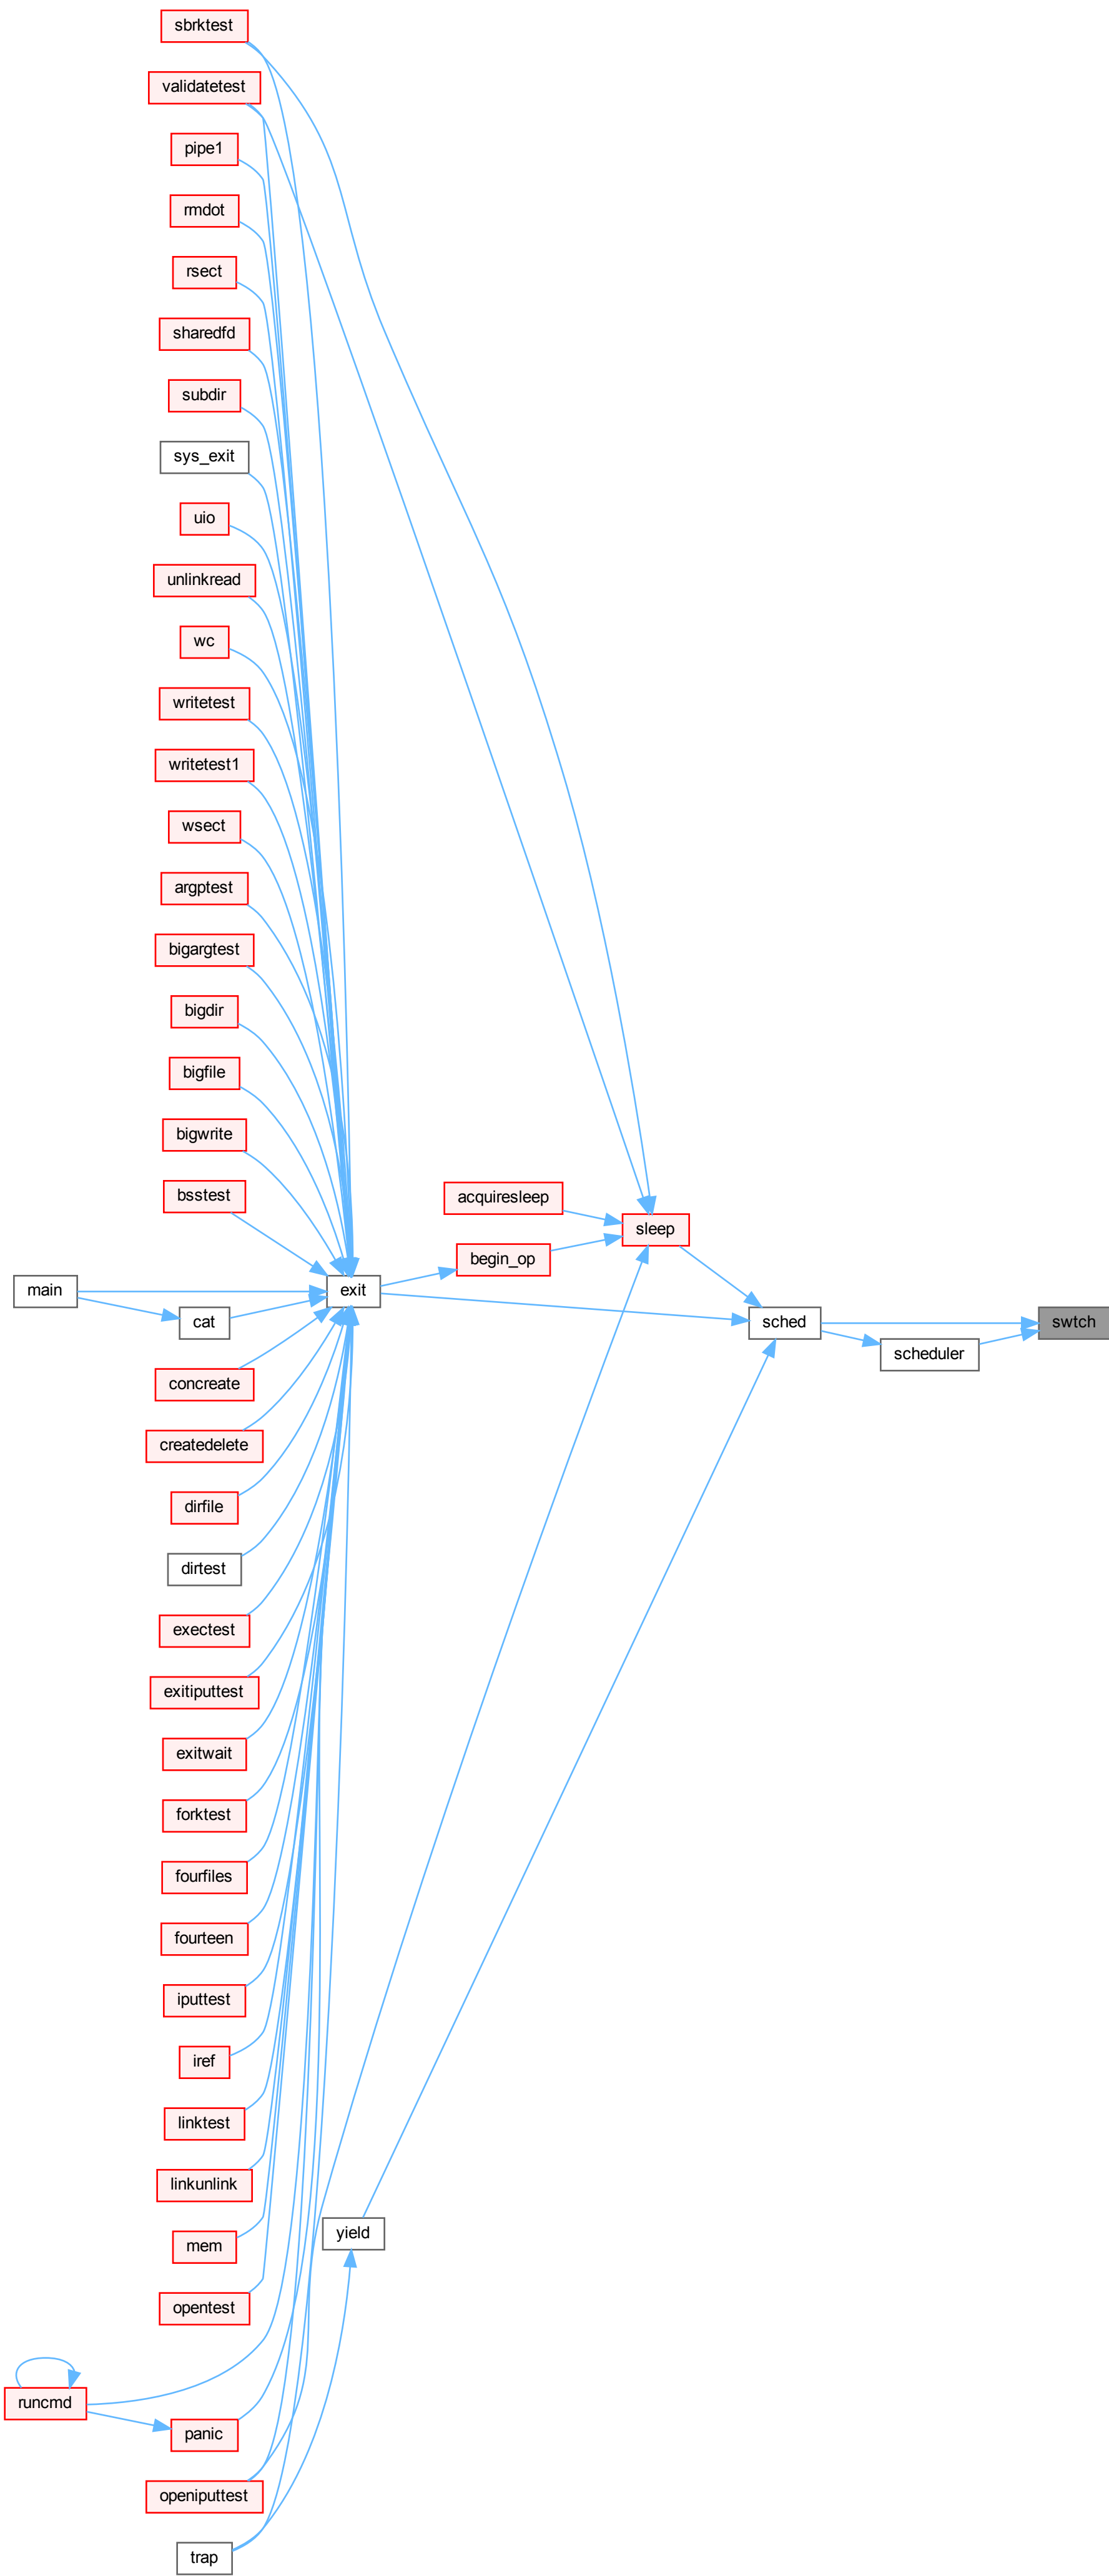 sbrktest
validatetest
pipe1
rmdot
rsect
sharedfd
subdir
sys_exit
uio
unlinkread
wc
writetest
writetest1
wsect
argptest
bigargtest
bigdir
bigfile
bigwrite
bsstest
acquiresleep
sleep
begin_op
main
exit
cat
sched
swtch
scheduler
concreate
createdelete
dirfile
dirtest
exectest
exitiputtest
exitwait
forktest
fourfiles
fourteen
iputtest
iref
linktest
linkunlink
mem
yield
opentest
runcmd
panic
openiputtest
trap